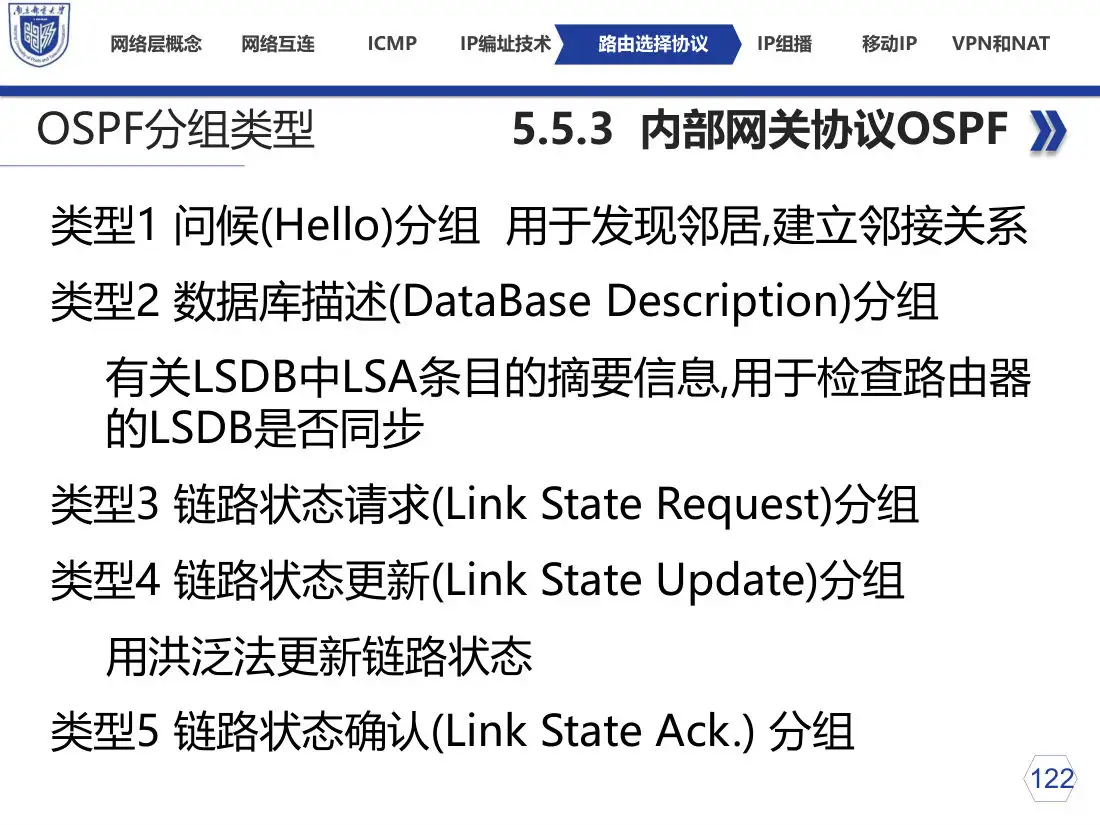 网络层概念 网络互连 ICMP IP编址技术 路由选择协议 IP组播 移动IP VPN和NAT
OSPF分组类型 5.5.3 内部网关协议OSPF
类型1 问候(Hello)分组 用于发现邻居,建立邻接关系
类型2 数据库描述(DataBase Description)分组
有关LSDB中LSA条目的摘要信息,用于检查路由器
的LSDB是否同步
类型3 链路状态请求(Link State Request)分组
类型4 链路状态更新(Link State Update)分组
用洪泛法更新链路状态
类型5 链路状态确认(Link State Ack.) 分组
122